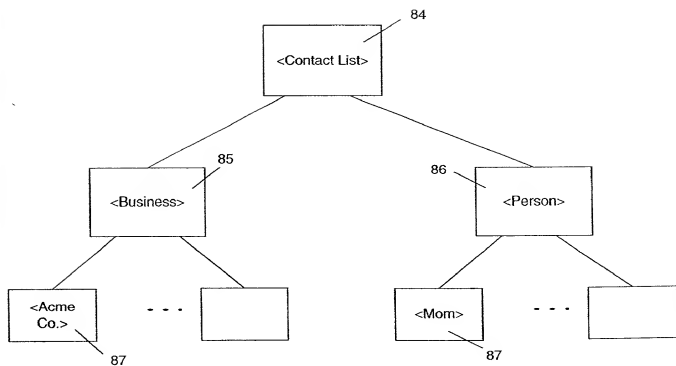 84
<Contact List>
85
86
<Business>
<Person>
<Acme
Co.>
. . .
<Mom>
. . .
87
87